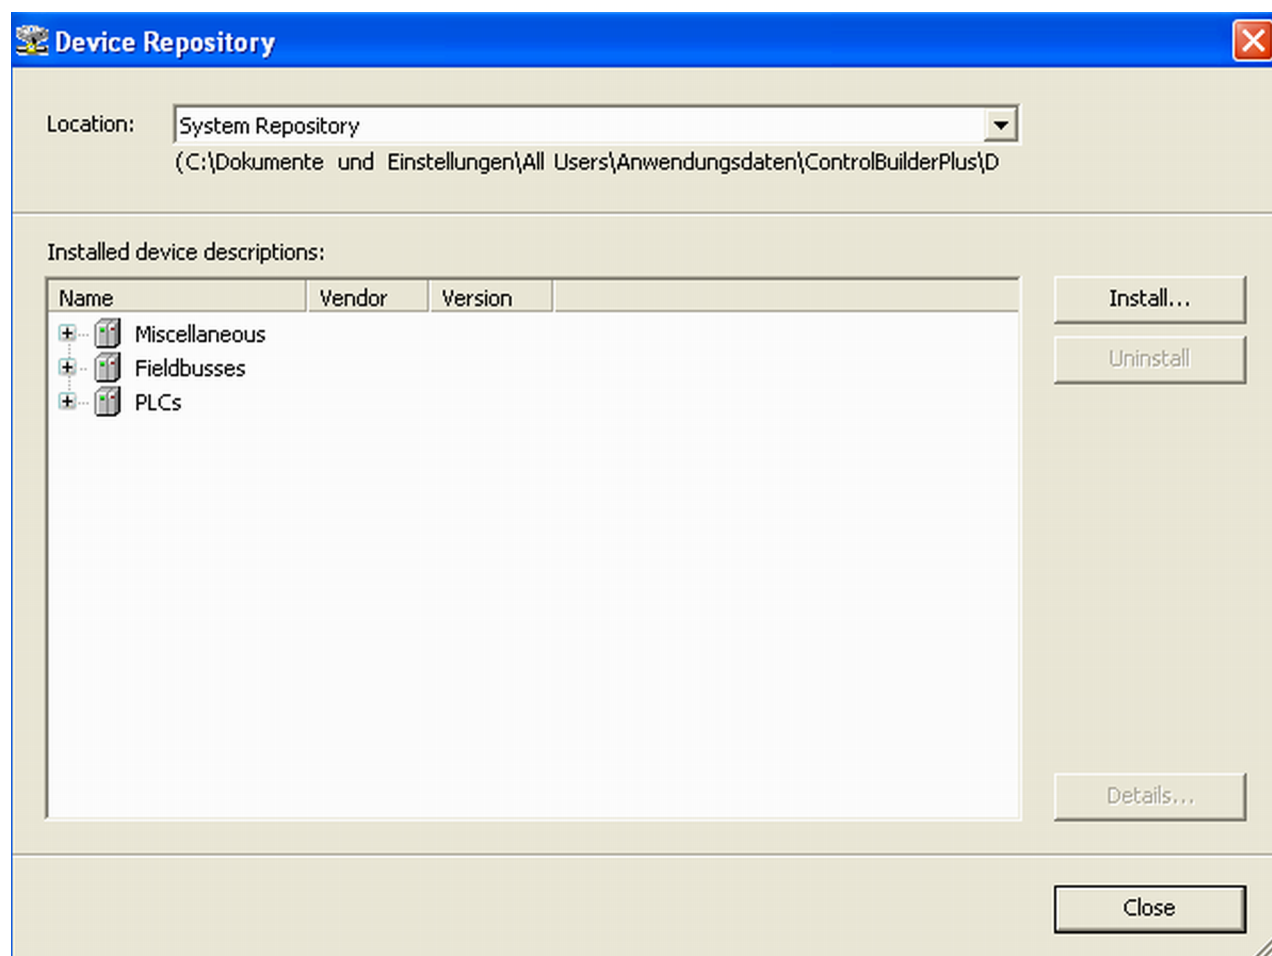 Device Repository
Location:
System Repository
(C:\Dokumente und Einstellungen\All Users\Anwendungsdaten\ControlBuilderPlus\D
Installed device descriptions:
Name Vendor Version
Install...
Miscellaneous
Uninstall
Fieldbusses
PLCs
Details...
Close